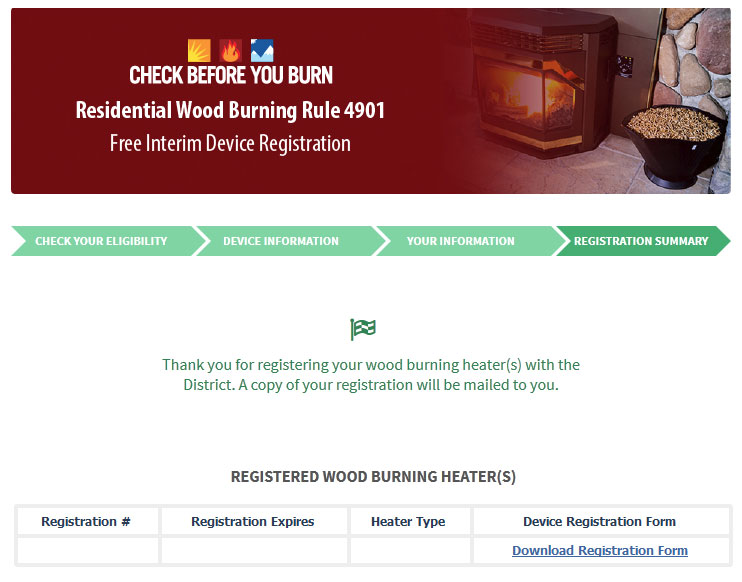 CHECK BEFORE YOU BURN
Residential Wood Burning Rule 4901
Free Interim Device Registration
CHECK YOUR ELIGIBILITY
DEVICE INFORMATION
YOUR INFORMATION
REGISTRATION SUMMARY
Thank you for registering your wood burning heater(s) with the
District. A copy of your registration will be mailed to you.
REGISTERED WOOD BURNING HEATER(S)
Registration # Registration Expires Heater Type Device Registration Form
Download Registration Form